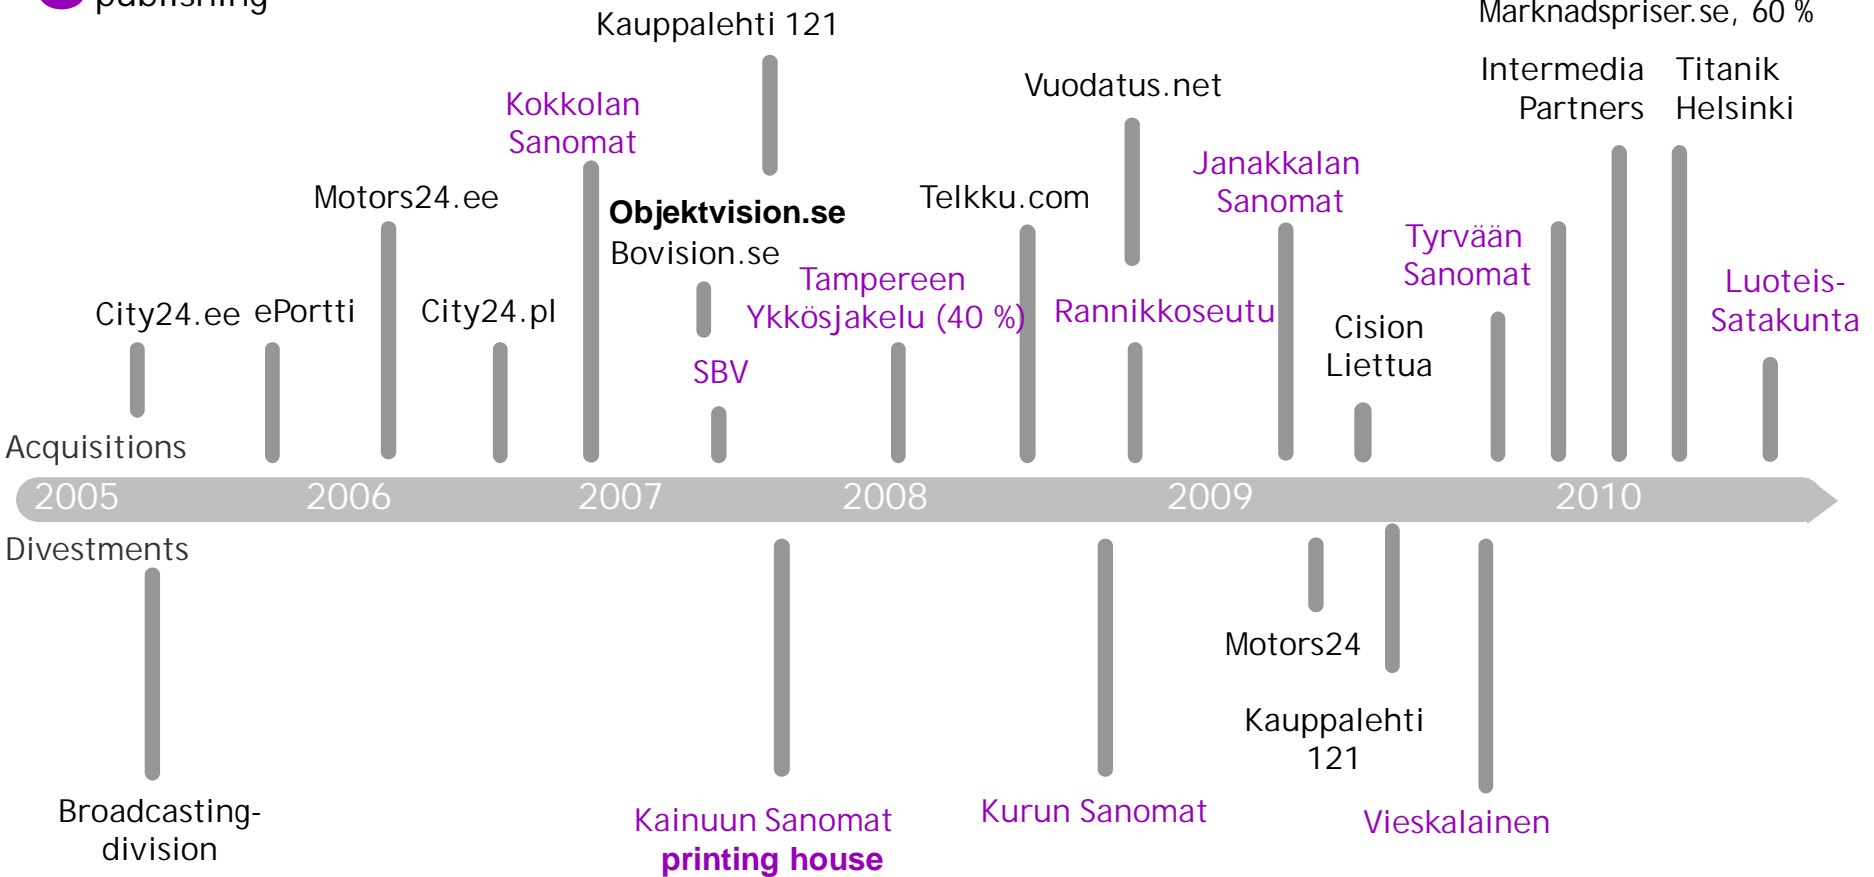 publishing
Kauppalehti 121
Marknadspriser.se, 60 %
Intermedia
Partners
Titanik
Helsinki
Vuodatus.net
Kokkolan
Sanomat
Janakkalan
Sanomat
Motors24.ee
Objektvision.se
Bovision.se
Telkku.com
Tyrvään
Sanomat
Tampereen
Ykkösjakelu (40 %)
Luoteis-
Satakunta
City24.ee
ePortti
City24.pl
Rannikkoseutu
Cision
Liettua
SBV
Acquisitions
2005 2006 2007 2008 2009 2010
Divestments
Motors24
Kauppalehti
121
Broadcasting-
division
Kainuun Sanomat
printing house
Kurun Sanomat
Vieskalainen